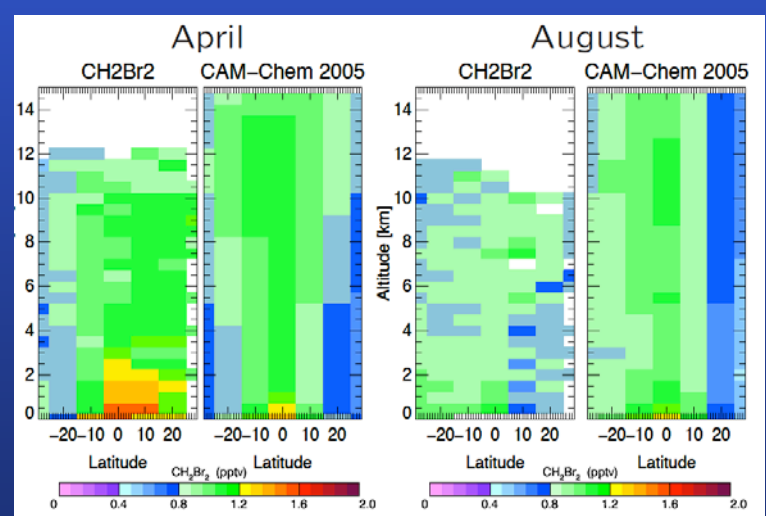 April
August
CH2Br2
CAM-Chem 2005
CH2Br2
CAM-Chem 2005
14
12
10
8
6
4
2
0
Altitude [km]
14
12
10
8
6
4
2
0
-20-10 0 10 20
-20-10 0 10 20
-20-10 0 10 20
-20-10 0 10 20
Latitude
Latitude
Latitude
Latitude
CH₂Br₂ (pptv)
CH₂Br₂ (pptv)
0 0.4 0.8 1.2 1.6 2.0
0 0.4 0.8 1.2 1.6 2.0